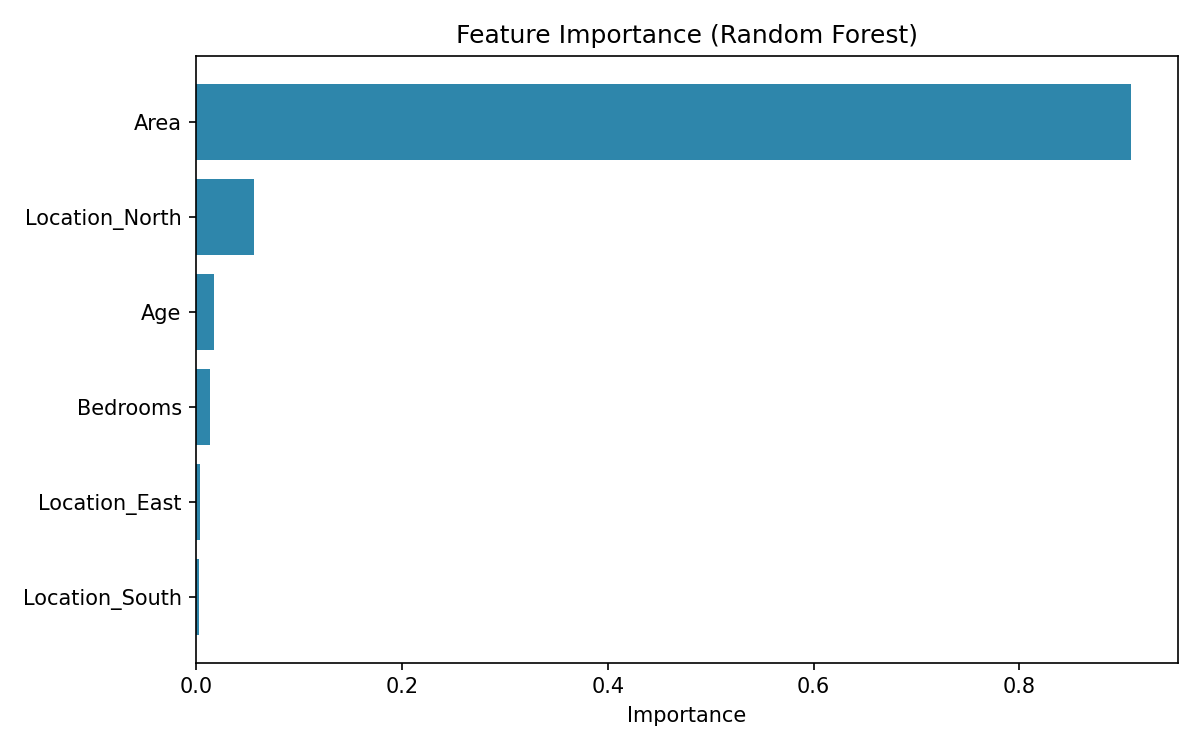 Feature Importance (Random Forest)
Area
Location_North
Age
Bedrooms
Location_East
Location_South
0.0 0.2 0.4 0.6 0.8
Importance